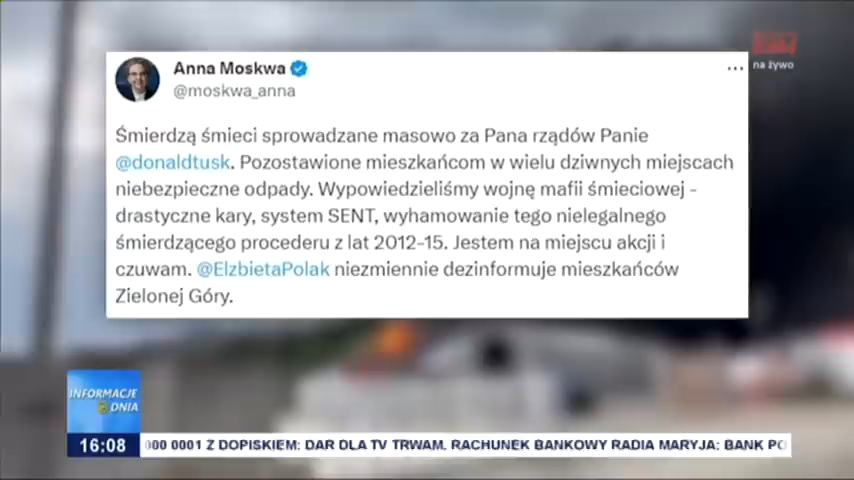 na żywo
Anna Moskwa
@moskwa_anna
Śmierdzą śmieci sprowadzane masowo za Pana rządów Panie
@donaldtusk. Pozostawione mieszkańcom w wielu dziwnych miejscach
niebezpieczne odpady. Wypowiedzieliśmy wojnę mafii śmieciowej -
drastyczne kary, system SENT, wyhamowanie tego nielegalnego
śmierdzącego procederu z lat 2012-15. Jestem na miejscu akcji i
czuwam. @ElzbietaPolak niezmiennie dezinformuje mieszkańców
Zielonej Góry.
INFORMACJE
DNIA
16:08
000 0001 Z DOPISKIEM: DAR DLA TV TRWAM. RACHUNEK BANKOWY RADIA MARYJA: BANK PO